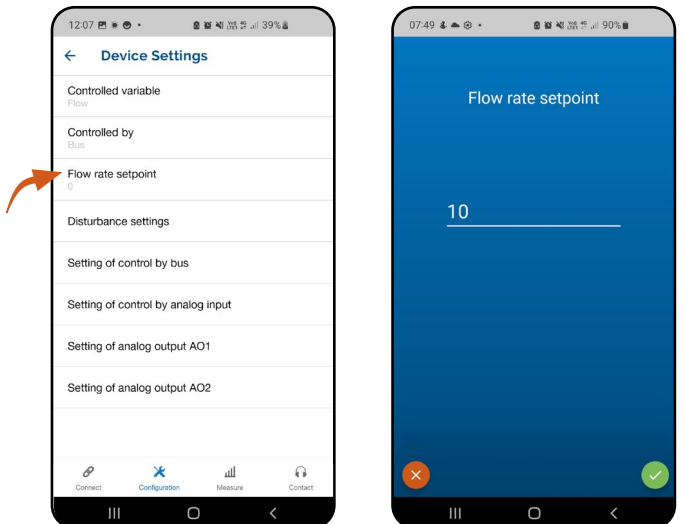 12:07
39%
Device Settings
Controlled variable
Flow
Controlled by
Bus
Flow rate setpoint
0
Disturbance settings
Setting of control by bus
Setting of control by analog input
Setting of analog output AO1
Setting of analog output AO2
Connect
Configuration
Measure
Contact
07:49
90%
Flow rate setpoint
10